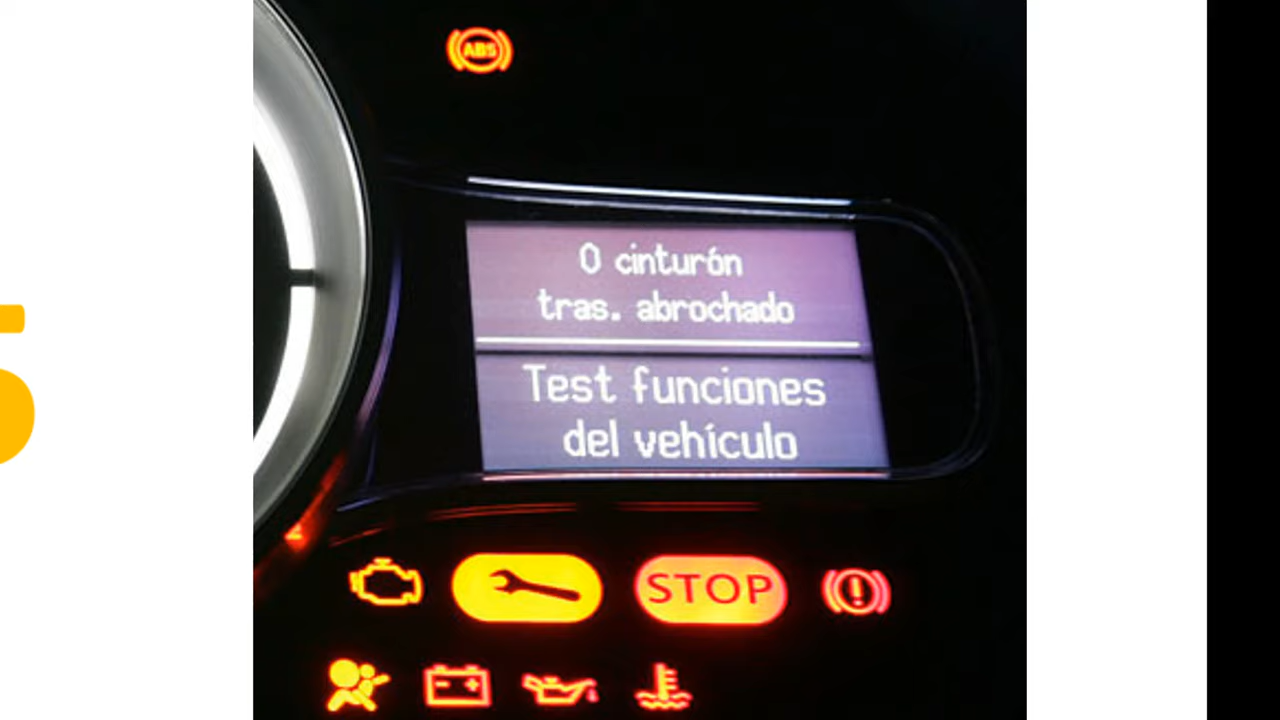 ABS
0 cinturón
tras. abrochado
Test funciones
del vehículo
STOP